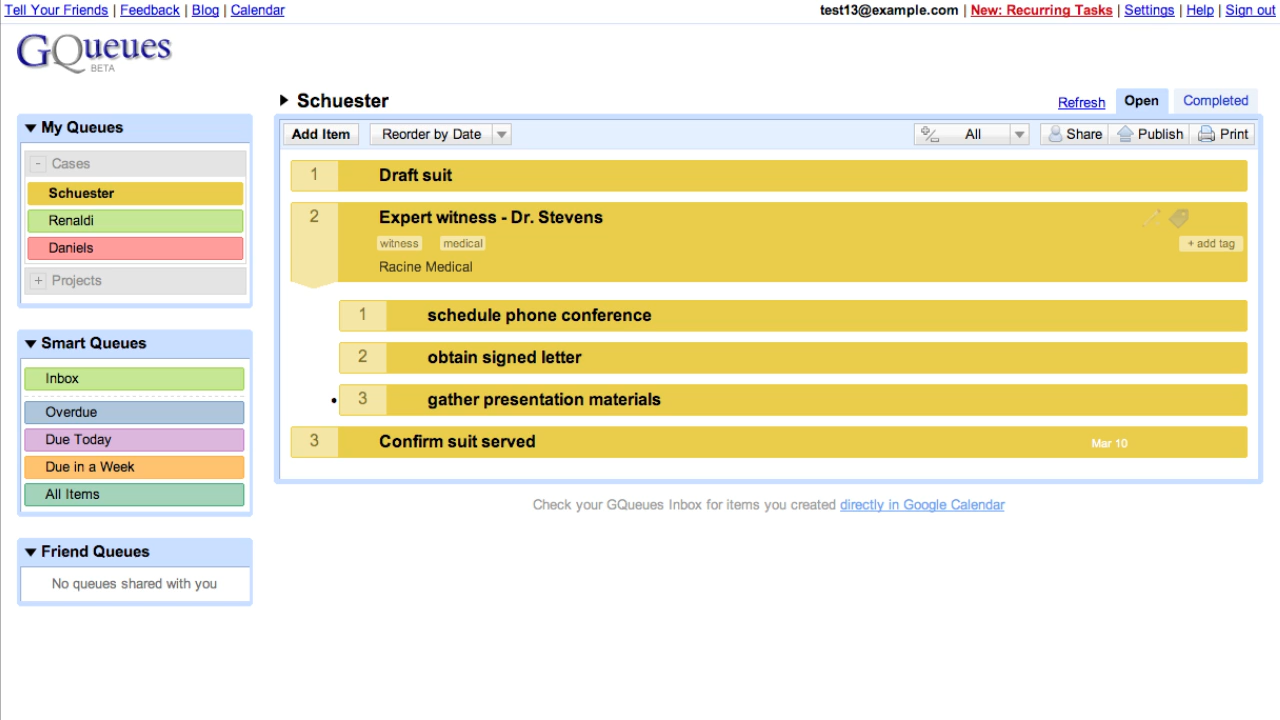 Tell Your Friends | Feedback | Blog | Calendar
test13@example.com | New: Recurring Tasks | Settings | Help | Sign out
GQUEUES
BETA
Schuester
Refresh
Open
Completed
My Queues
- Cases
Schuester
Renaldi
Daniels
+ Projects
Smart Queues
Inbox
Overdue
Due Today
Due in a Week
All Items
Friend Queues
No queues shared with you
Add Item
Reorder by Date
All
Share
Publish
Print
1 Draft suit
2 Expert witness - Dr. Stevens
witness medical
+ add tag
Racine Medical
1 schedule phone conference
2 obtain signed letter
3 gather presentation materials
3 Confirm suit served Mar 10
Check your GQueues Inbox for items you created directly in Google Calendar